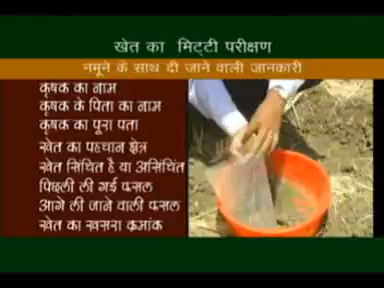 खेत का मिट्टी परीक्षण
नमूने के साथ दी जाने वाली जानकारी
कृषक का नाम
कृषक के पिता का नाम
कृषक का पूरा पता
खेत का पहचान क्षेत्र
खेत सिंचित है या असिंचित
पिछली ली गई फसल
आगे ली जाने वाली फसल
खेत का खसरा क्रमांक